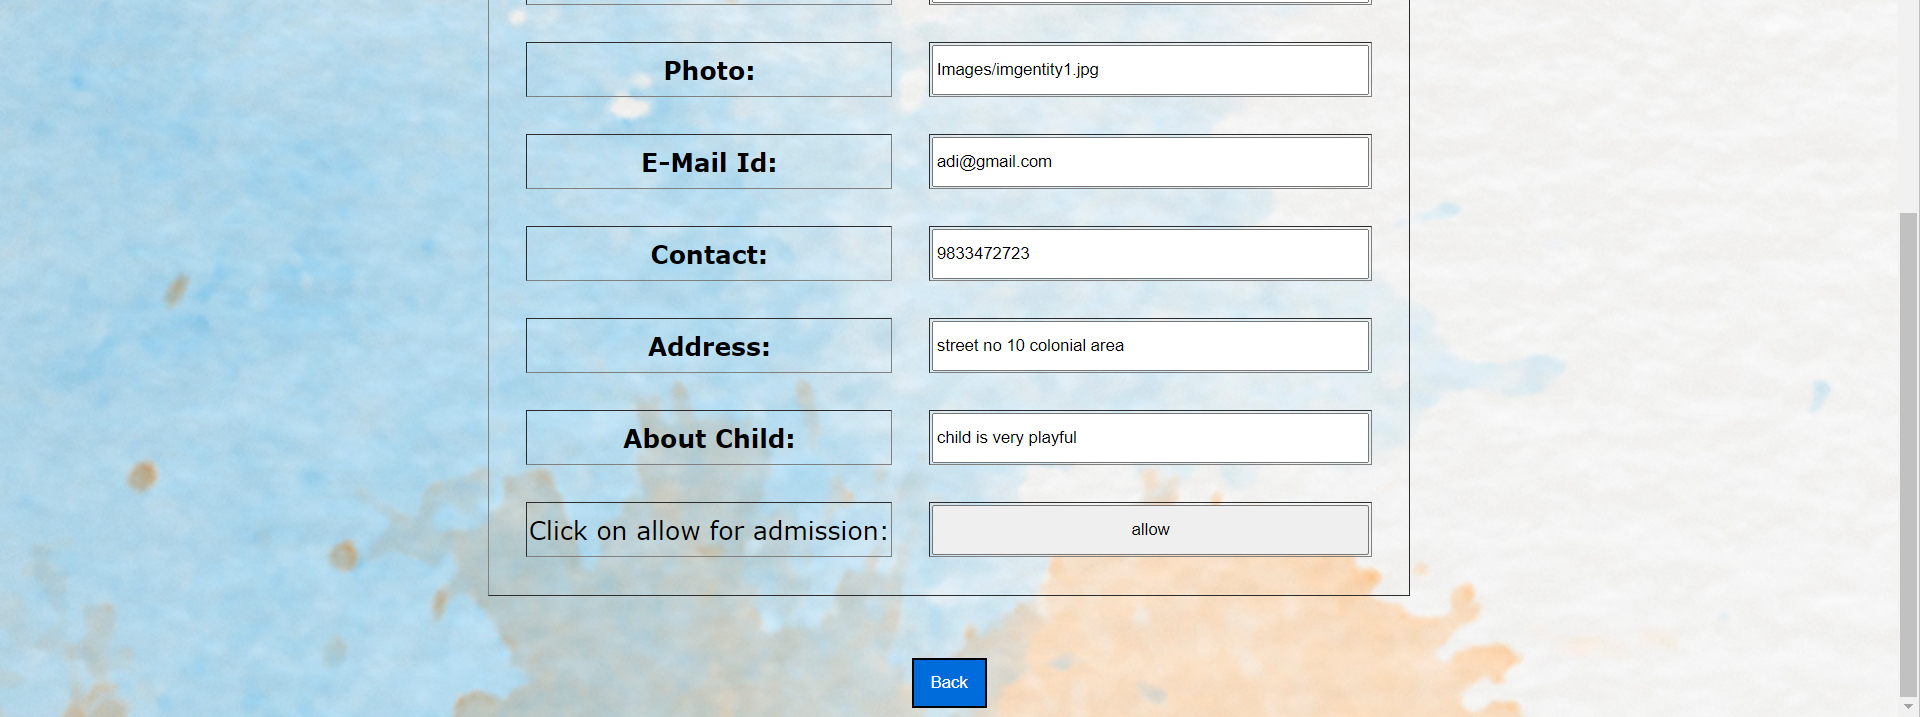 Photo: Images/imgentity1.jpg
E-Mail Id: adi@gmail.com
Contact: 9833472723
Address: street no 10 colonial area
About Child: child is very playful
Click on allow for admission: allow
Back